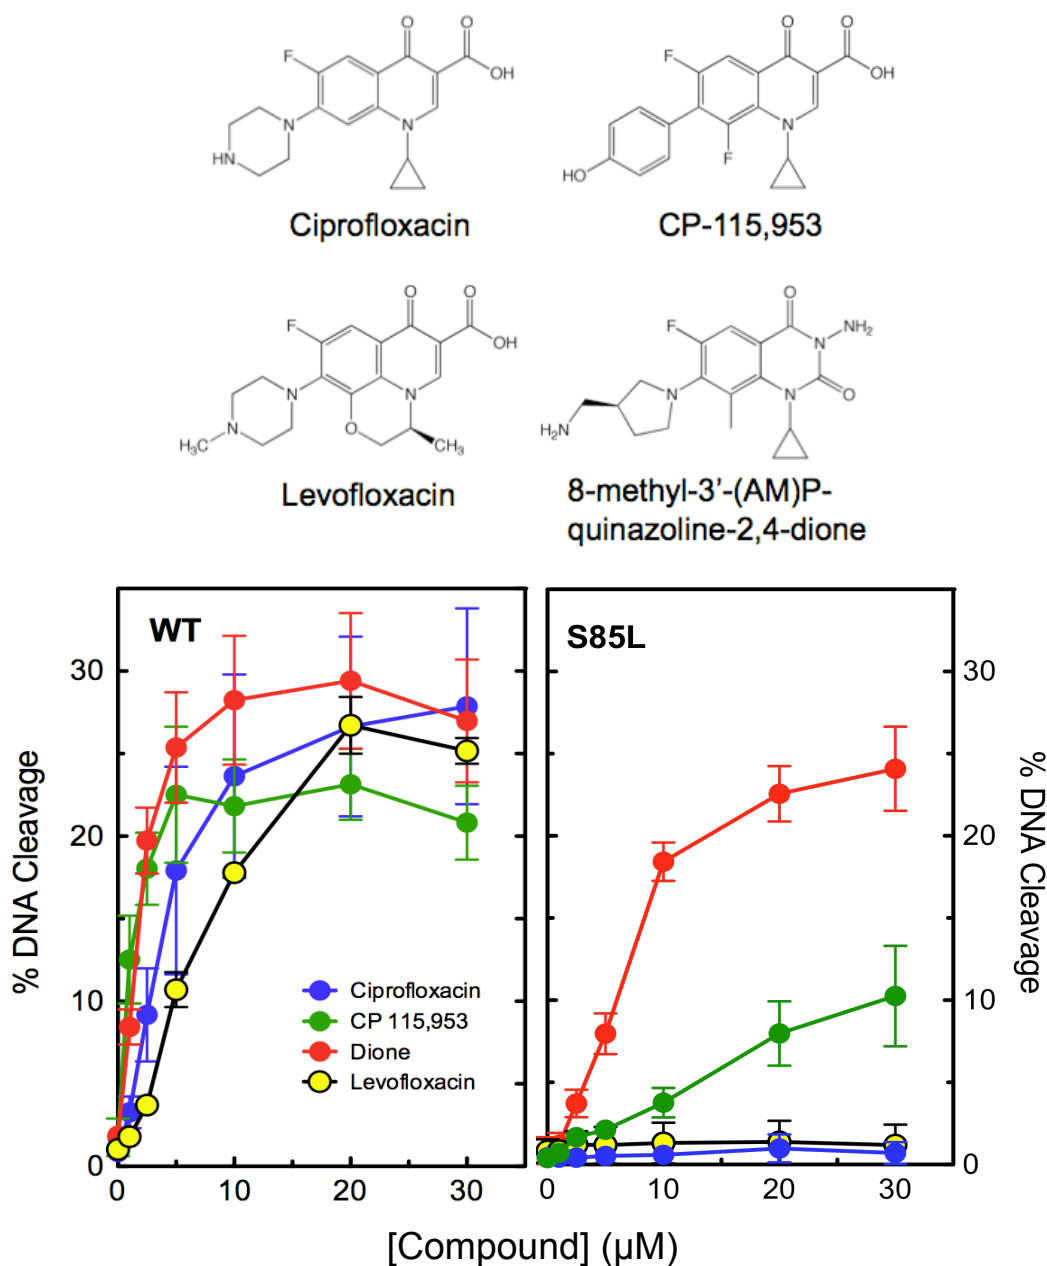 O O
F OH
N
HN N
Ciprofloxacin
O O
F OH
N
F
HO
CP-115,953
O O
F OH
N N
N O
H₃C CH₃
Levofloxacin
O
F NH₂
N
N
N O
H₂N
8-methyl-3'-(AM)P-
quinazoline-2,4-dione
WT
% DNA Cleavage
30
20
10
0
0 10 20 30
Ciprofloxacin
CP 115,953
Dione
Levofloxacin
S85L
30
20
10
0
0 10 20 30
% DNA Cleavage
[Compound] (μM)